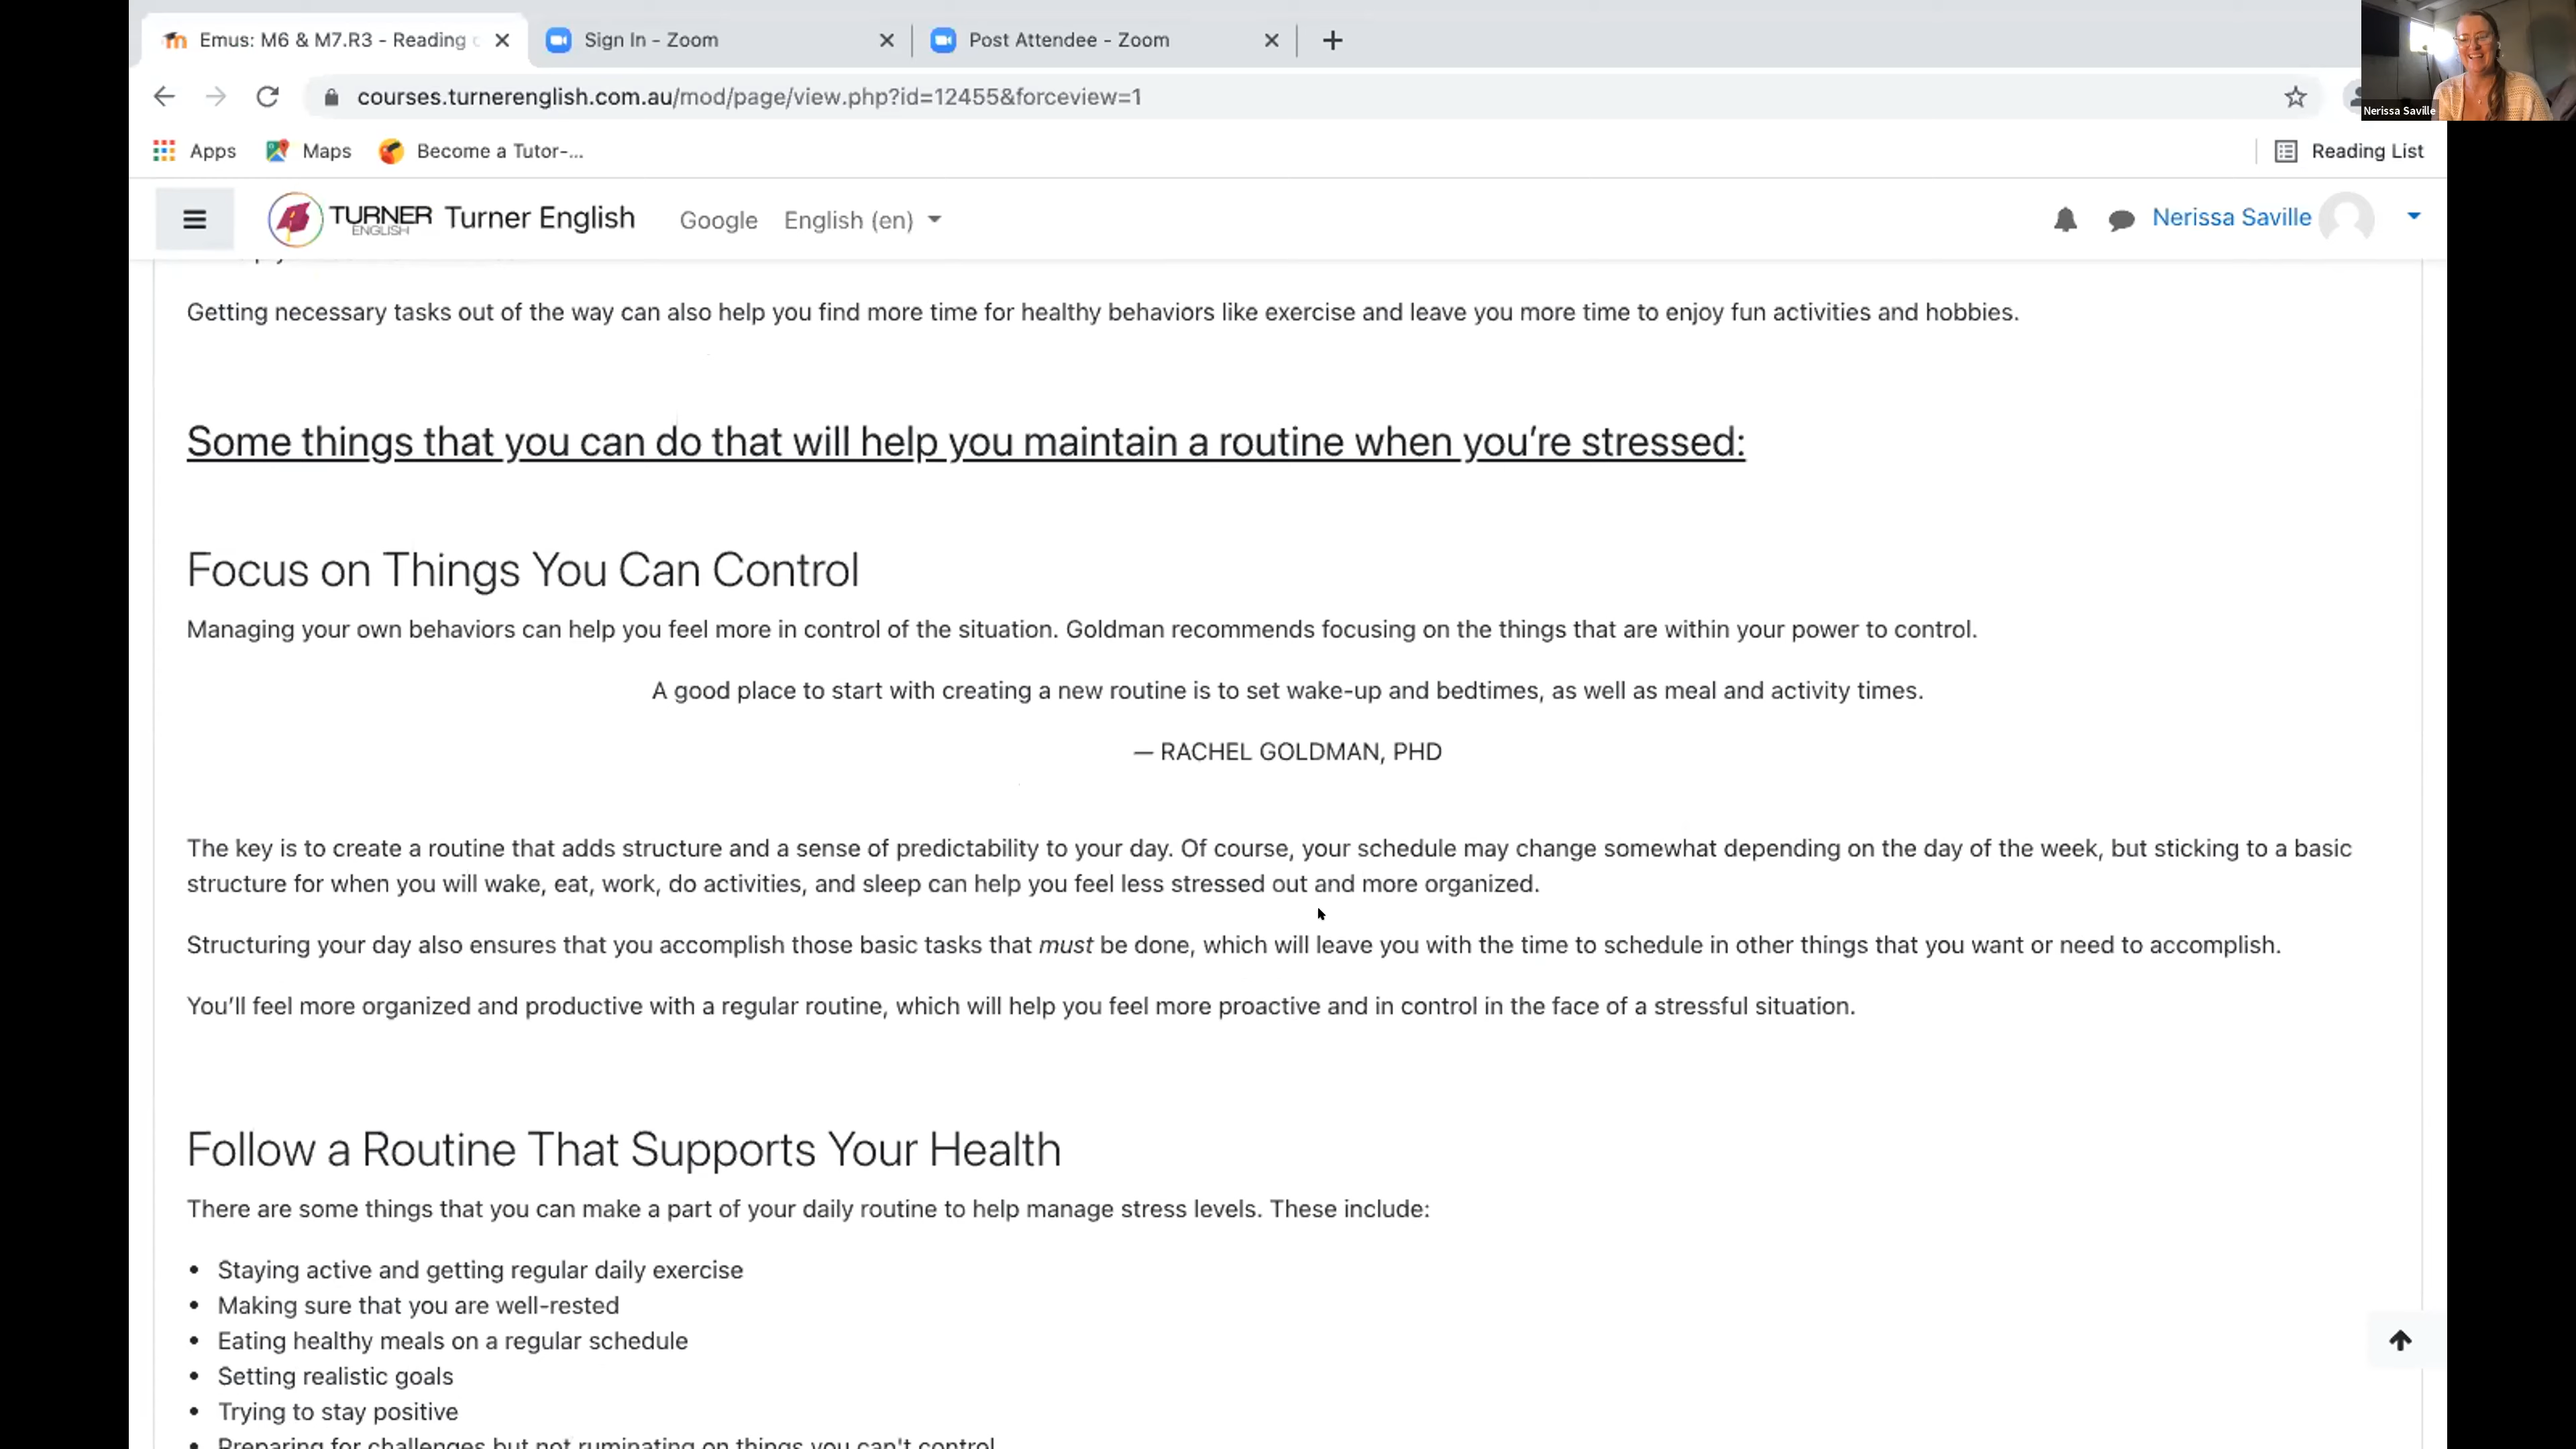 Emus: M6 & M7.R3 - Reading
Sign In - Zoom
Post Attendee - Zoom
courses.turnerenglish.com.au/mod/page/view.php?id=12455&forceview=1
Nerissa Saville
Apps
Maps
Become a Tutor-...
Reading List
TURNER
ENGLISH
Turner English
Google
English (en)
Nerissa Saville
Getting necessary tasks out of the way can also help you find more time for healthy behaviors like exercise and leave you more time to enjoy fun activities and hobbies.
Some things that you can do that will help you maintain a routine when you’re stressed:
Focus on Things You Can Control
Managing your own behaviors can help you feel more in control of the situation. Goldman recommends focusing on the things that are within your power to control.
A good place to start with creating a new routine is to set wake-up and bedtimes, as well as meal and activity times.
— RACHEL GOLDMAN, PHD
The key is to create a routine that adds structure and a sense of predictability to your day. Of course, your schedule may change somewhat depending on the day of the week, but sticking to a basic
structure for when you will wake, eat, work, do activities, and sleep can help you feel less stressed out and more organized.
Structuring your day also ensures that you accomplish those basic tasks that must be done, which will leave you with the time to schedule in other things that you want or need to accomplish.
You’ll feel more organized and productive with a regular routine, which will help you feel more proactive and in control in the face of a stressful situation.
Follow a Routine That Supports Your Health
There are some things that you can make a part of your daily routine to help manage stress levels. These include:
• Staying active and getting regular daily exercise
• Making sure that you are well-rested
• Eating healthy meals on a regular schedule
• Setting realistic goals
• Trying to stay positive
• Preparing for challenges but not ruminating on things you can't control